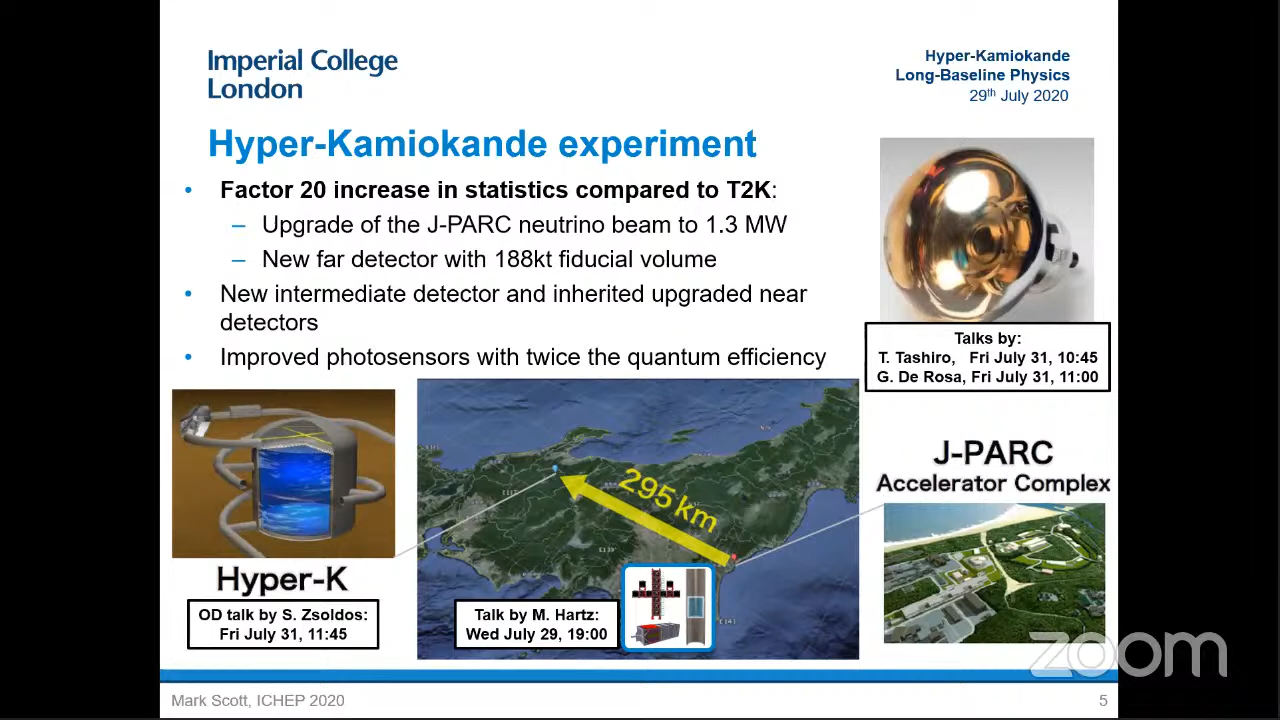 Imperial College
London
Hyper-Kamiokande
Long-Baseline Physics
29th July 2020
Hyper-Kamiokande experiment
• Factor 20 increase in statistics compared to T2K:
– Upgrade of the J-PARC neutrino beam to 1.3 MW
– New far detector with 188kt fiducial volume
• New intermediate detector and inherited upgraded near
detectors
• Improved photosensors with twice the quantum efficiency
Talks by:
T. Tashiro, Fri July 31, 10:45
G. De Rosa, Fri July 31, 11:00
295 km
J-PARC
Accelerator Complex
Hyper-K
OD talk by S. Zsoldos:
Fri July 31, 11:45
Talk by M. Hartz:
Wed July 29, 19:00
zoom
Mark Scott, ICHEP 2020
5